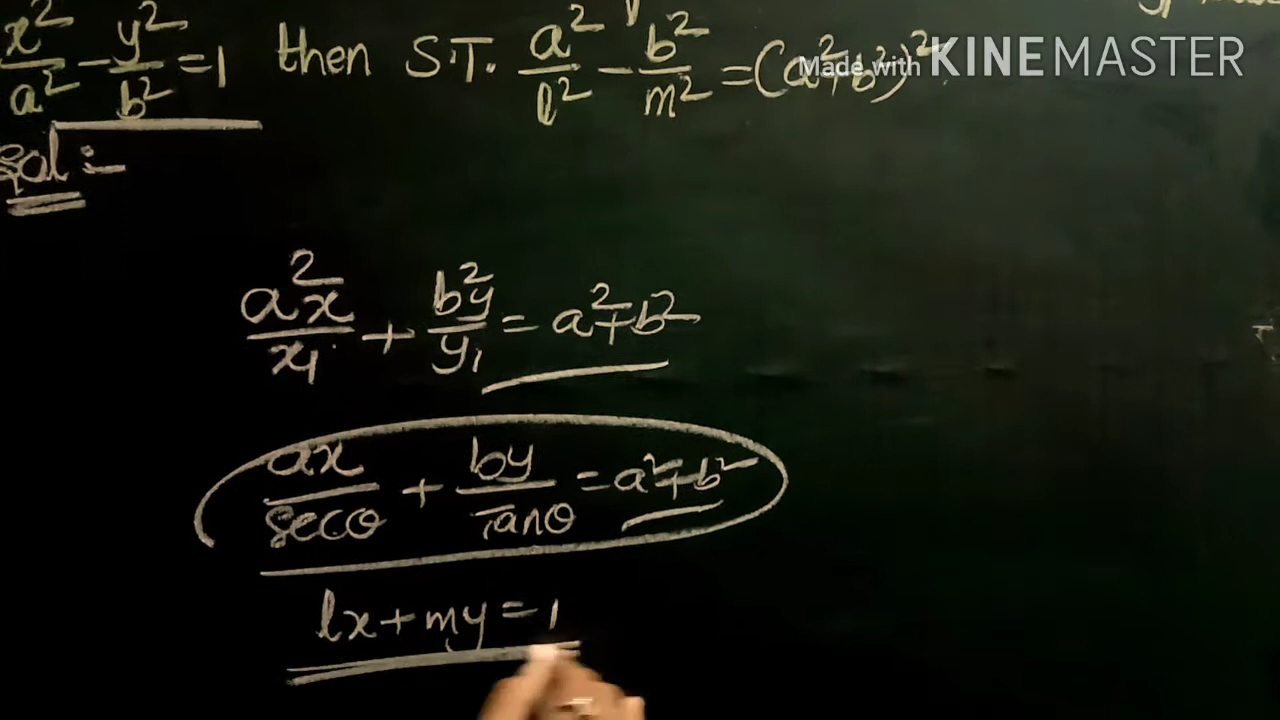 x²/a² - y²/b² = 1 then S.T. a²/l² - b²/m² = (a²+b²)²
Made with KINEMASTER
Sol :-
a²x/x₁ + b²y/y₁ = a²+b²
ax/secθ + by/tanθ = a²+b²
lx+my=1